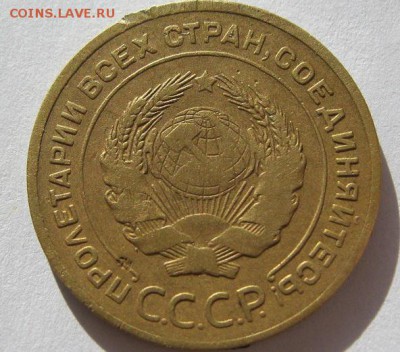 COINS.LAVE.RU
ПРОЛЕТАРИИ ВСЕХ СТРАН, СОЕДИНЯЙТЕСЬ!
С.С.С.Р.